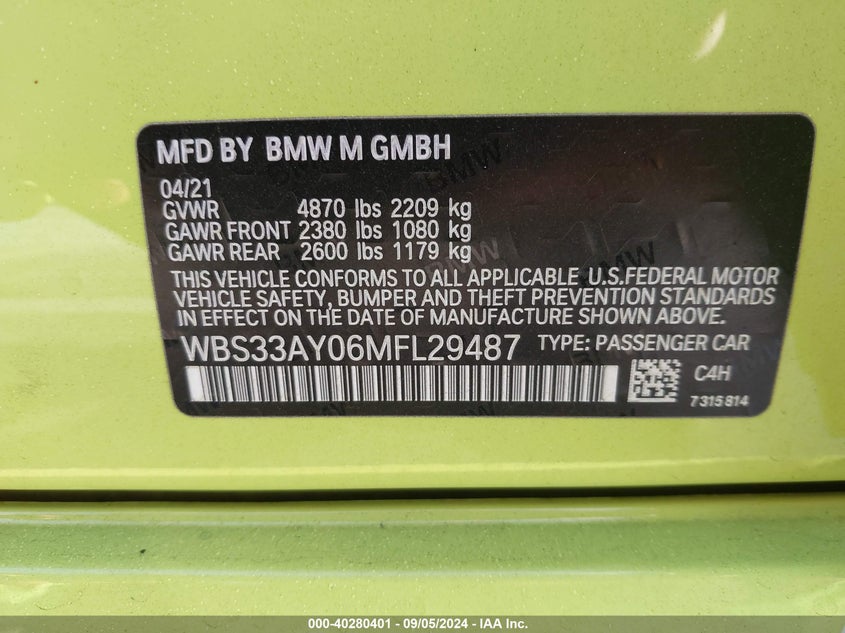 MFD BY BMW M GMBH
04/21
GVWR 4870 lbs 2209 kg
GAWR FRONT 2380 lbs 1080 kg
GAWR REAR 2600 lbs 1179 kg
THIS VEHICLE CONFORMS TO ALL APPLICABLE U.S.FEDERAL MOTOR
VEHICLE SAFETY, BUMPER AND THEFT PREVENTION STANDARDS
IN EFFECT ON THE DATE OF MANUFACTURE SHOWN ABOVE.
WBS33AY06MFL29487 TYPE: PASSENGER CAR
C4H
7315814
000-40280401 - 09/05/2024 - IAA Inc.